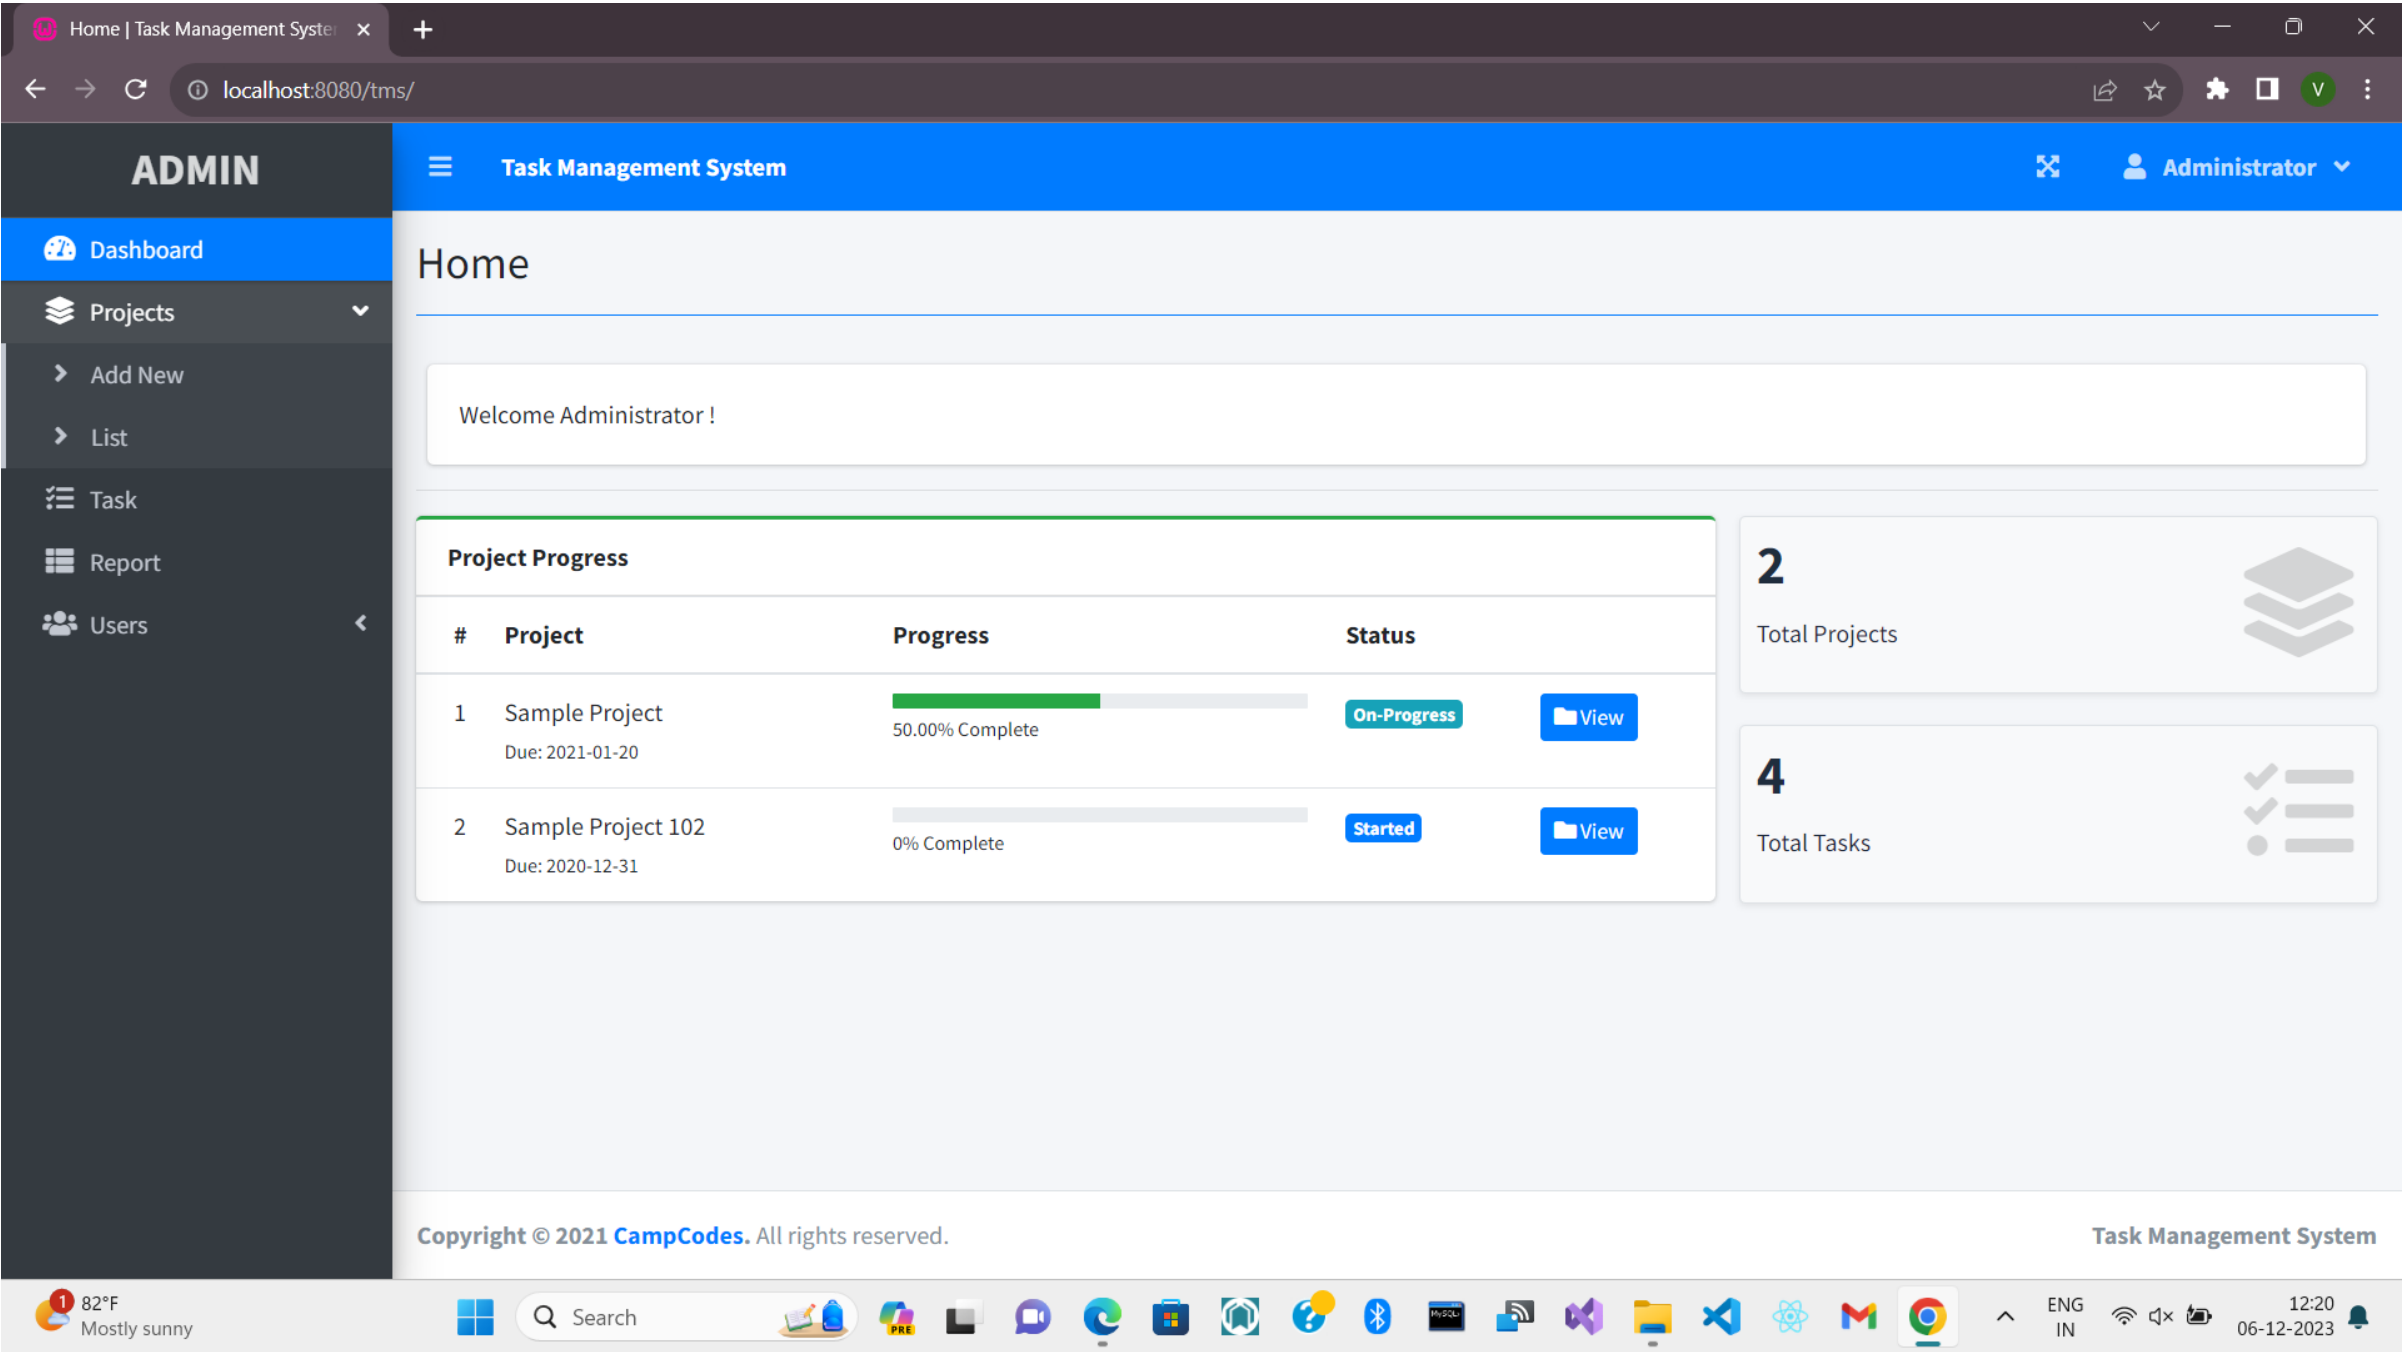 Home | Task Management Syste
localhost:8080/tms/
V
ADMIN
Task Management System
Administrator
Dashboard
Projects
Add New
List
Task
Report
Users
Home
Welcome Administrator !
Project Progress
# Project Progress Status
1 Sample Project 50.00% Complete On-Progress View
Due: 2021-01-20
2 Sample Project 102 0% Complete Started View
Due: 2020-12-31
2
Total Projects
4
Total Tasks
Copyright © 2021 CampCodes. All rights reserved.
Task Management System
1
82°F
Mostly sunny
Search
PRE
MySQL
ENG
IN
12:20
06-12-2023